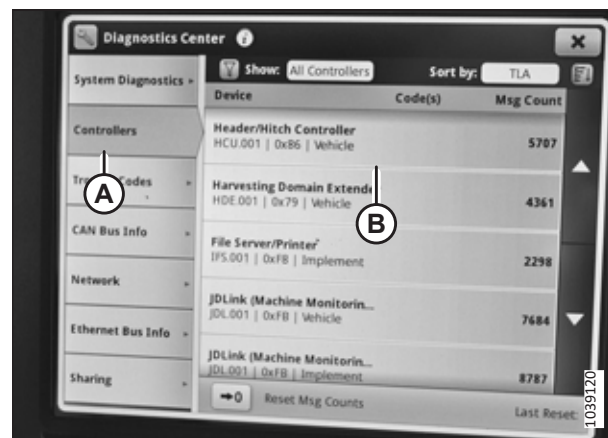 Diagnostics Center i
System Diagnostics
Controllers
Codes
CAN Bus Info
Network
Ethernet Bus Info
Sharing
Show: All Controllers Sort by: TLA
Device Code(s) Msg Count
Header/Hitch Controller
HCU.001 | 0x86 | Vehicle 5707
Harvesting Domain Extende
HDE.001 | 0x79 | Vehicle 4361
File Server/Printer
IFS.001 | 0xFB | Implement 2298
JDLink (Machine Monitorin...
JDL.001 | 0xFB | Vehicle 7684
JDLink (Machine Monitorin...
JDL.001 | 0xFB | Implement 8787
→0 Reset Msg Counts Last Reset:
A
B
1039120